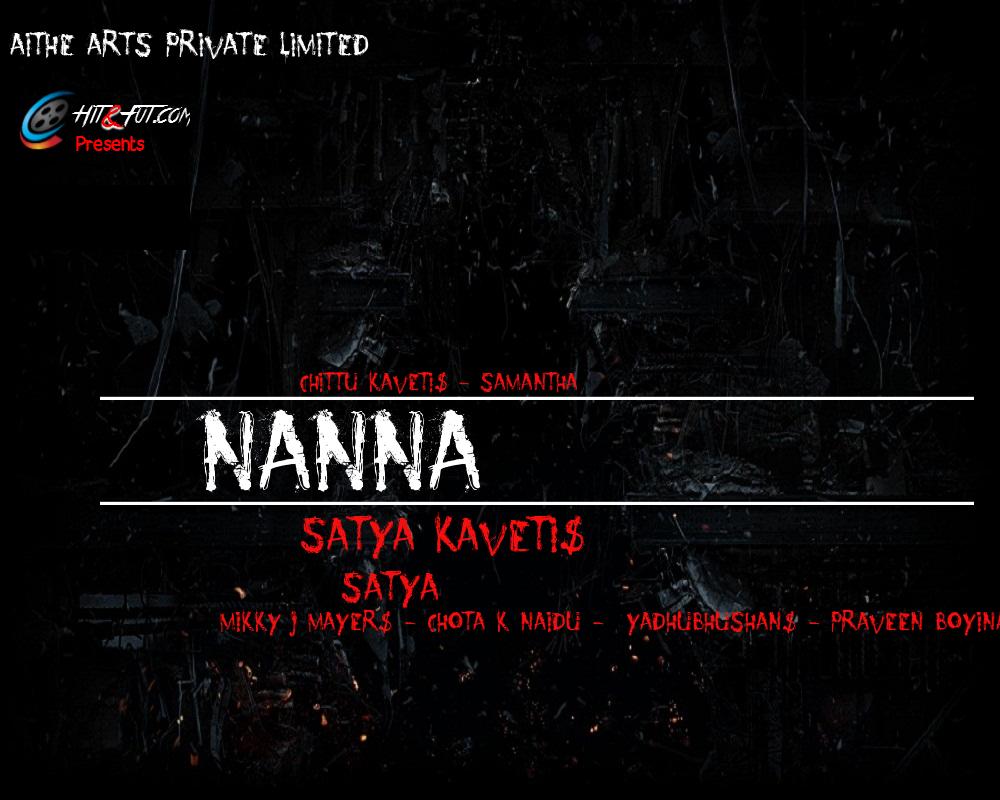 AITHE ARTS PRIVATE LIMITED
HIT&FUT.COM
Presents
CHITTU KAVETI$ - SAMANTHA
NANNA
SATYA KAVETI$
SATYA
MIKKY J MAYER$ - CHOTA K NAIDU - YADHUBHUSHAN$ - PRAVEEN BOYINA